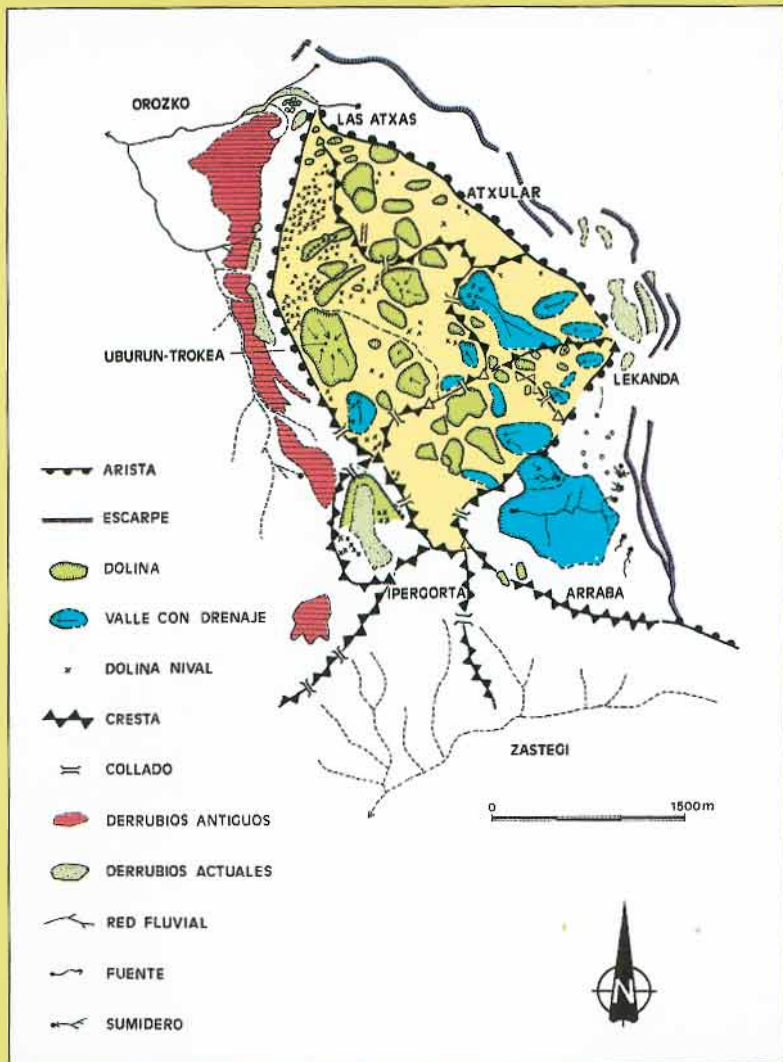 OROZKO
LAS ATXAS
ATXULAR
UBURUN-TROKEA
LEKANDA
ARISTA
ESCARPE
DOLINA
IPERGORTA
ARRABA
VALLE CON DRENAJE
DOLINA NIVAL
CRESTA
ZASTEGI
COLLADO
0 1500m
DERRUBIOS ANTIGUOS
DERRUBIOS ACTUALES
RED FLUVIAL
FUENTE
N
SUMIDERO